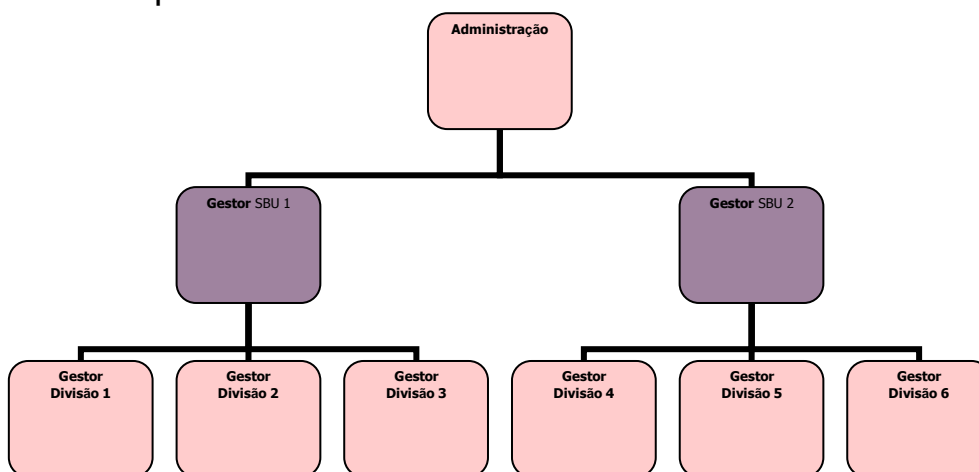 Administração
Gestor SBU 1
Gestor SBU 2
Gestor
Divisão 1
Gestor
Divisão 2
Gestor
Divisão 3
Gestor
Divisão 4
Gestor
Divisão 5
Gestor
Divisão 6